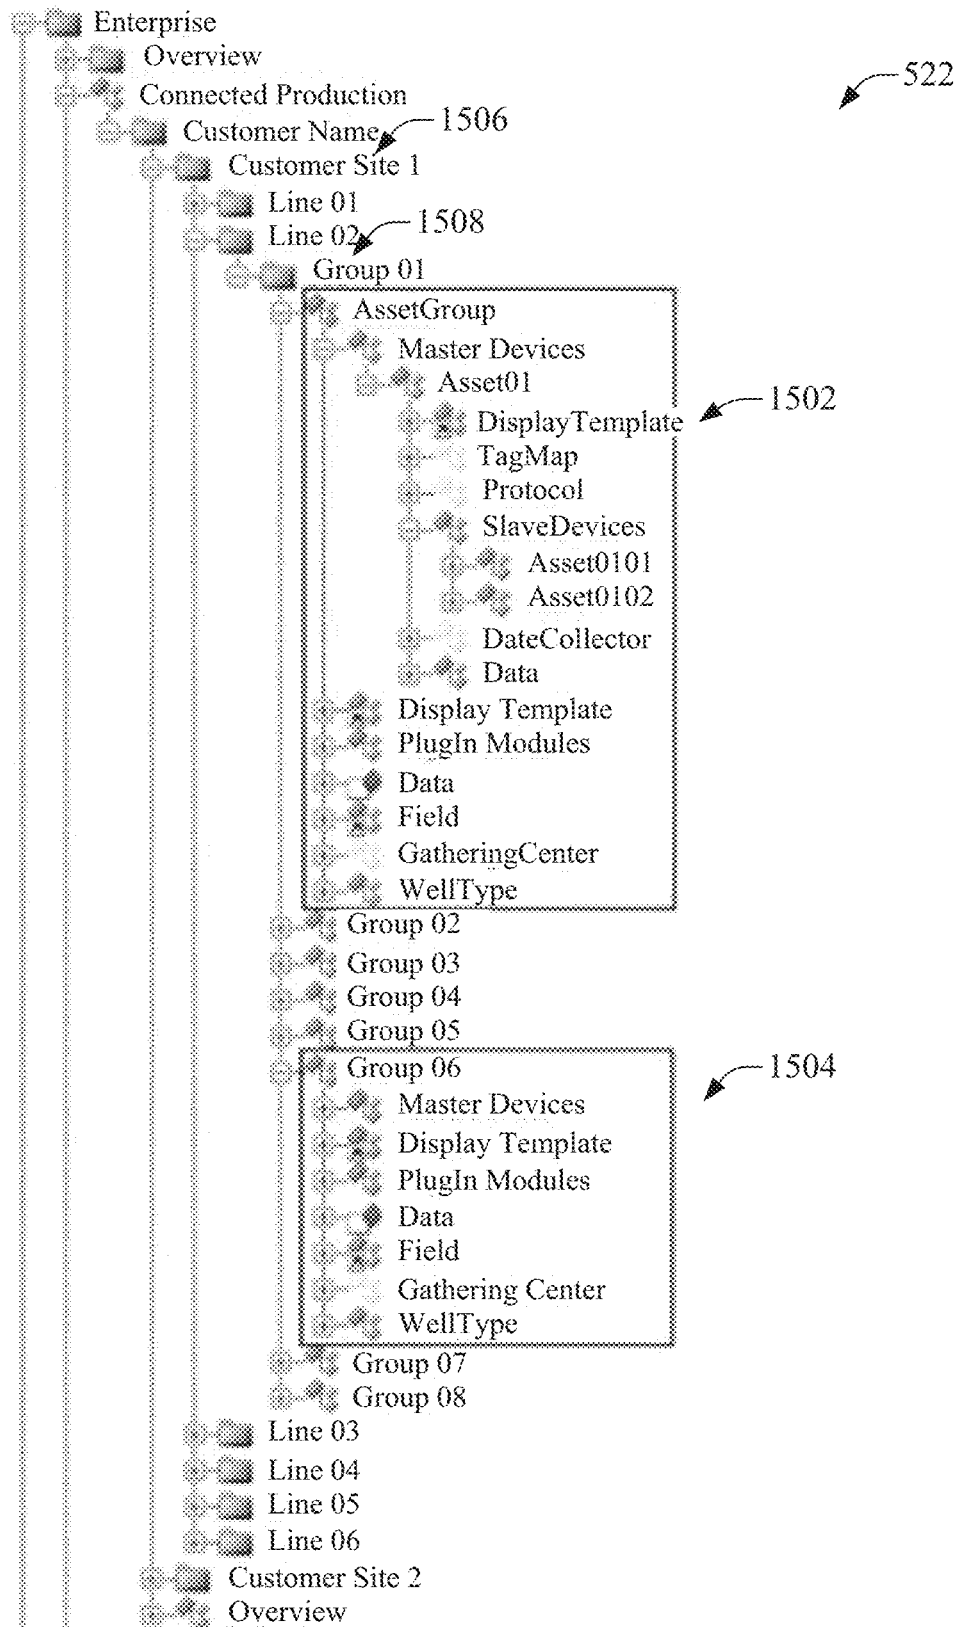 Enterprise
Overview
522
Connected Production
Customer Name
1506
Customer Site 1
Line 01
Line 02
1508
Group 01
AssetGroup
Master Devices
Asset01
1502
DisplayTemplate
TagMap
Protocol
SlaveDevices
Asset0101
Asset0102
DateCollector
Data
Display Template
PlugIn Modules
Data
Field
GatheringCenter
WellType
Group 02
Group 03
Group 04
Group 05
Group 06
1504
Master Devices
Display Template
PlugIn Modules
Data
Field
Gathering Center
WellType
Group 07
Group 08
Line 03
Line 04
Line 05
Line 06
Customer Site 2
Overview